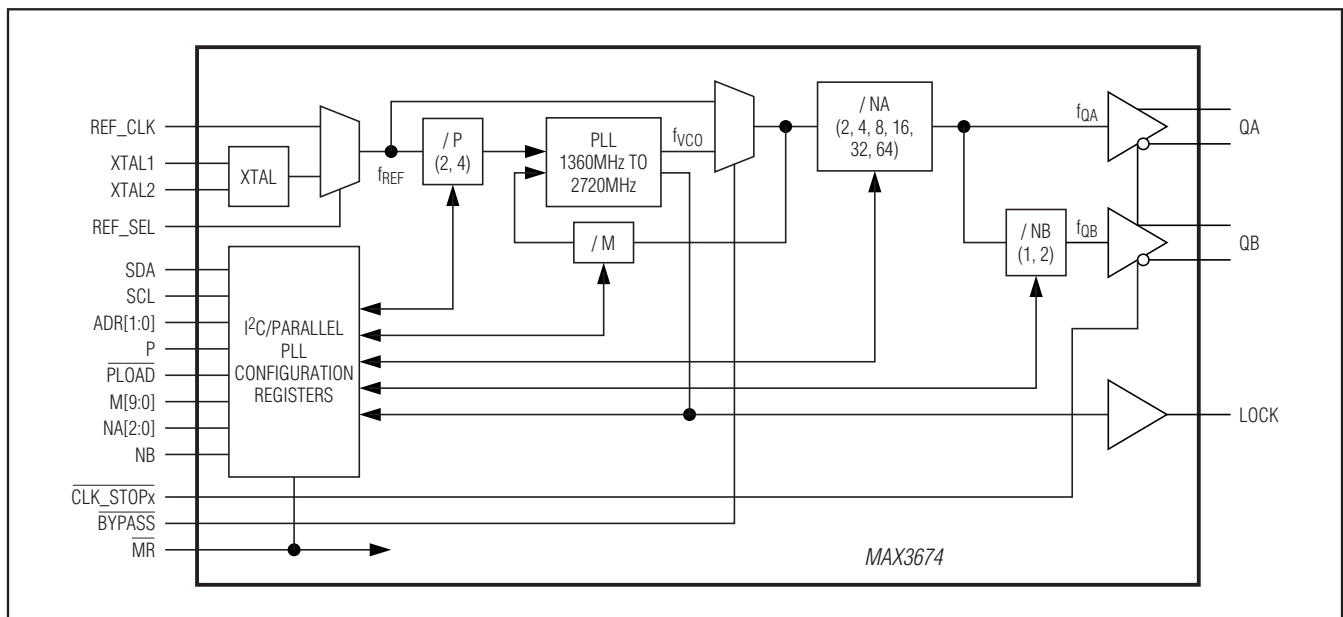 REF_CLK
XTAL1
XTAL2
REF_SEL
SDA
SCL
ADR[1:0]
P
PLOAD
M[9:0]
NA[2:0]
NB
CLK_STOPx
BYPASS
MR
XTAL
fREF
/ P
(2, 4)
PLL
1360MHz TO
2720MHz
fVCO
/ M
/ NA
(2, 4, 8, 16,
32, 64)
/ NB
(1, 2)
fQA
fQB
QA
QB
LOCK
I²C/PARALLEL
PLL
CONFIGURATION
REGISTERS
MAX3674